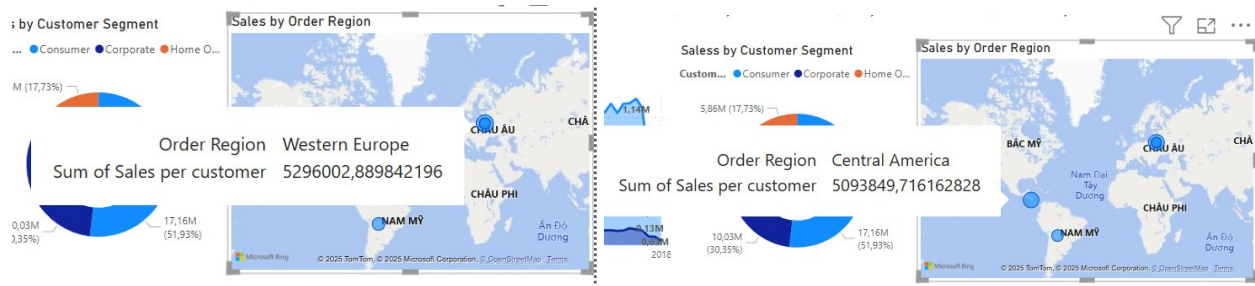 s by Customer Segment
... Consumer Corporate Home O...
M (17,73%)
Order Region Western Europe
Sum of Sales per customer 5296002,889842196
0,03M
0,35%)
17,16M
(51,93%)
Sales by Order Region
CHÂU ÂU
CHÂ
CHÂU PHI
NAM MỸ
Ấn Độ
Dương
Microsoft Bing
© 2025 TomTom, © 2025 Microsoft Corporation, © OpenStreetMap Terms
Saless by Customer Segment
Custom... Consumer Corporate Home O...
1,14M
5,86M (17,73%)
Order Region Central America
Sum of Sales per customer 5093849,716162828
0,13M
0,03M
2018
10,03M
(30,35%)
17,16M
(51,93%)
Sales by Order Region
BẮC MỸ
CHÂU ÂU
CHÂ
Nam Đại
Tây
Dương
CHÂU PHI
NAM MỸ
Ấn Độ
Dương
Microsoft Bing
© 2025 TomTom, © 2025 Microsoft Corporation, © OpenStreetMap Terms